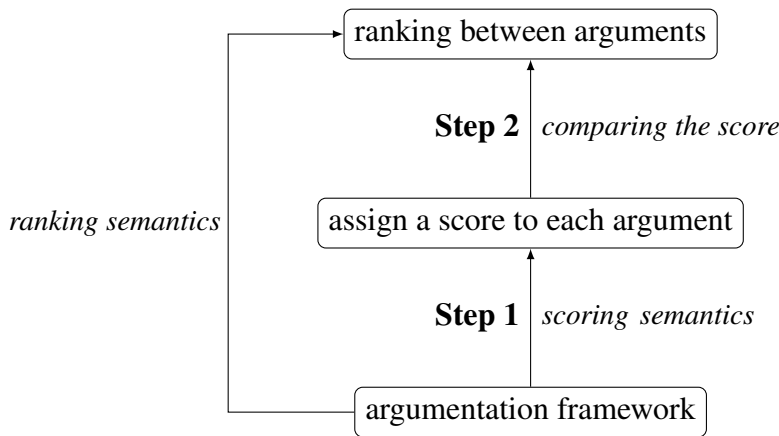 ranking between arguments
Step 2 comparing the score
ranking semantics
assign a score to each argument
Step 1 scoring semantics
argumentation framework